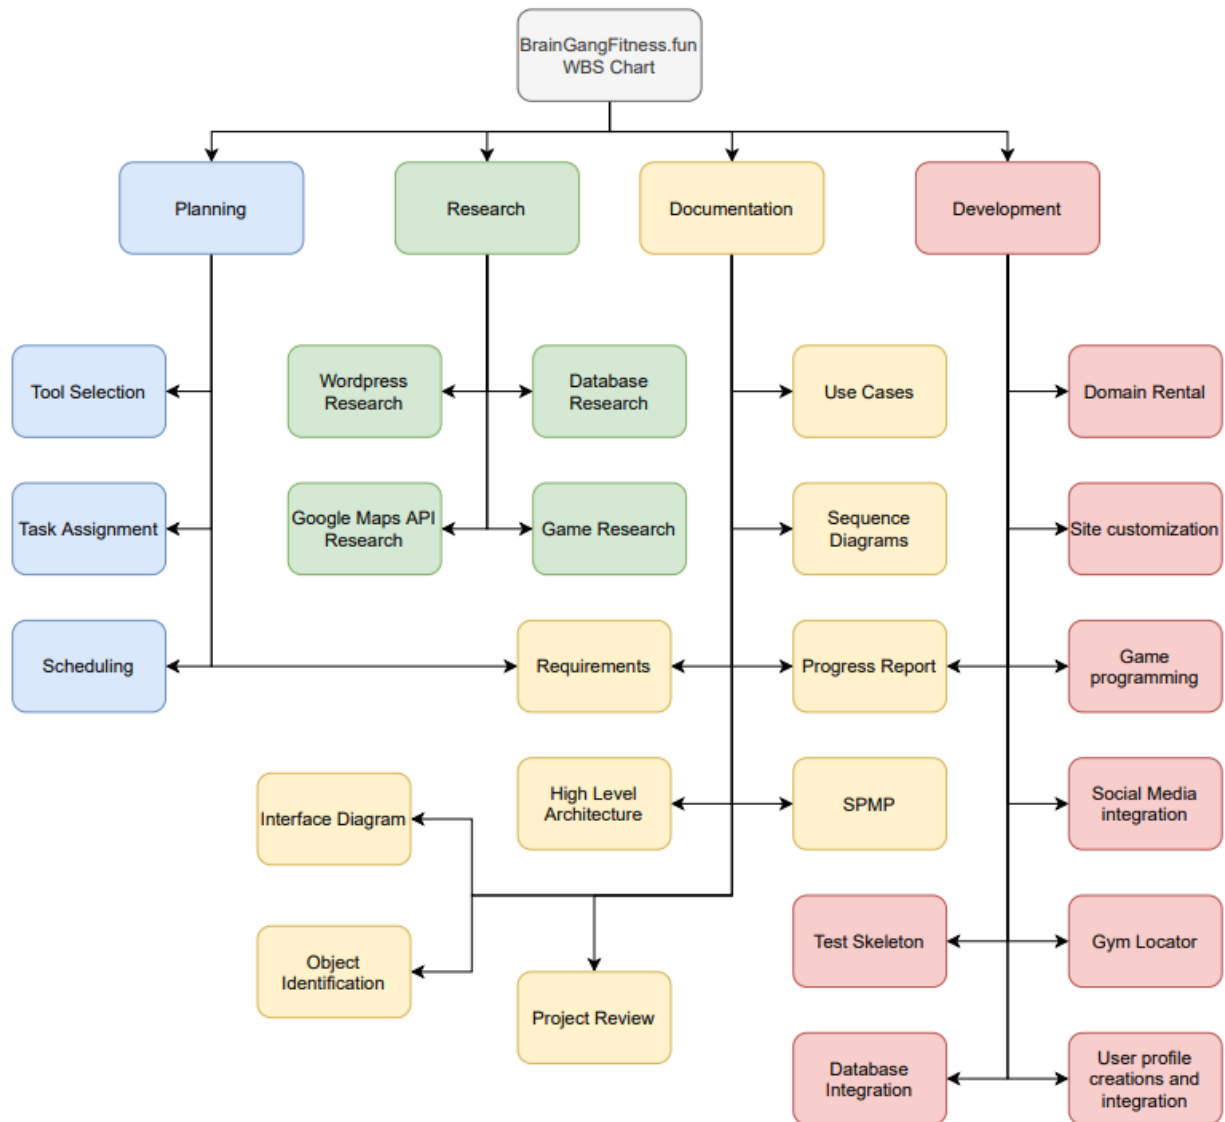 BrainGangFitness.fun
WBS Chart
Planning
Research
Documentation
Development
Tool Selection
Wordpress
Research
Database
Research
Use Cases
Domain Rental
Task Assignment
Google Maps API
Research
Game Research
Sequence
Diagrams
Site customization
Scheduling
Requirements
Progress Report
Game
programming
Interface Diagram
High Level
Architecture
SPMP
Social Media
integration
Object
Identification
Project Review
Test Skeleton
Gym Locator
Database
Integration
User profile
creations and
integration